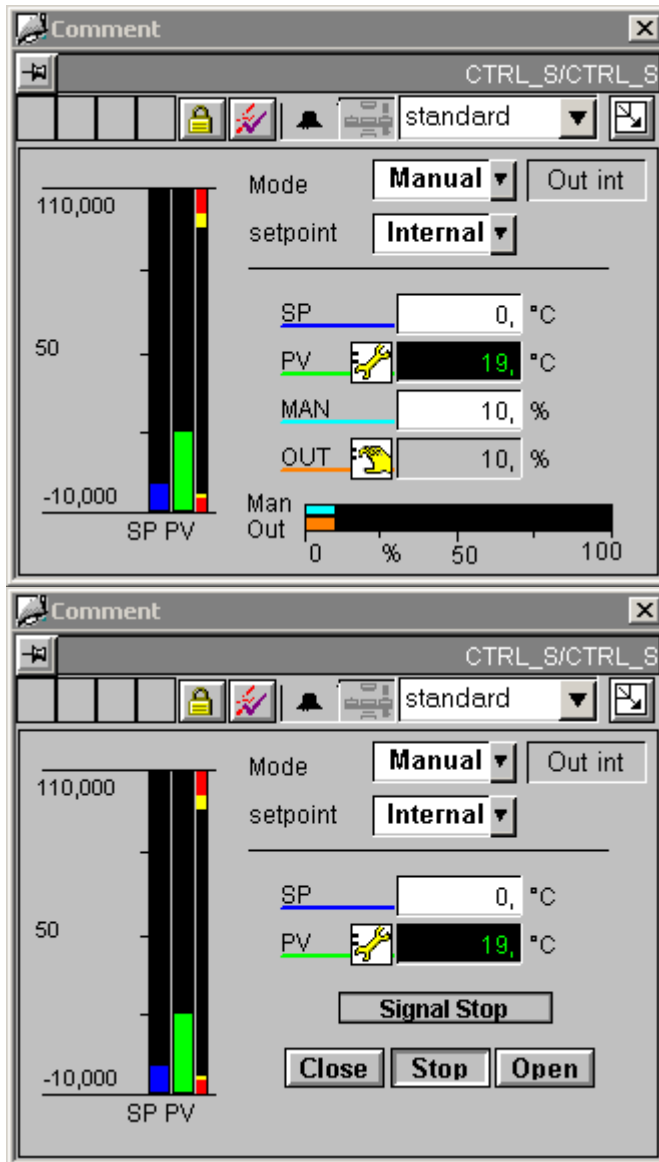 Comment
CTRL_S/CTRL_S
standard
Mode Manual Out int
110,000
setpoint Internal
SP 0, °C
50
PV 19, °C
MAN 10, %
OUT 10, %
-10,000
Man
Out
SP PV
0 % 50 100
Comment
CTRL_S/CTRL_S
standard
Mode Manual Out int
110,000
setpoint Internal
SP 0, °C
50
PV 19, °C
Signal Stop
Close Stop Open
-10,000
SP PV